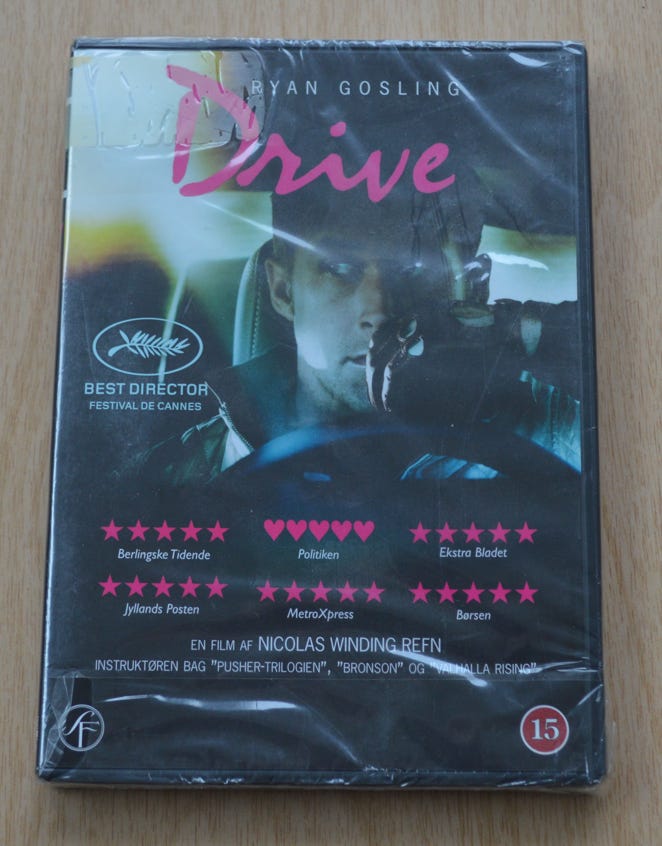 RYAN GOSLING
Drive
BEST DIRECTOR
FESTIVAL DE CANNES
Berlingske Tidende
Politiken
Ekstra Bladet
Jyllands Posten
MetroXpress
Børsen
EN FILM AF NICOLAS WINDING REFN
INSTRUKTØREN BAG "PUSHER-TRILOGIEN", "BRONSON" OG "VALHALLA RISING"
SF
15